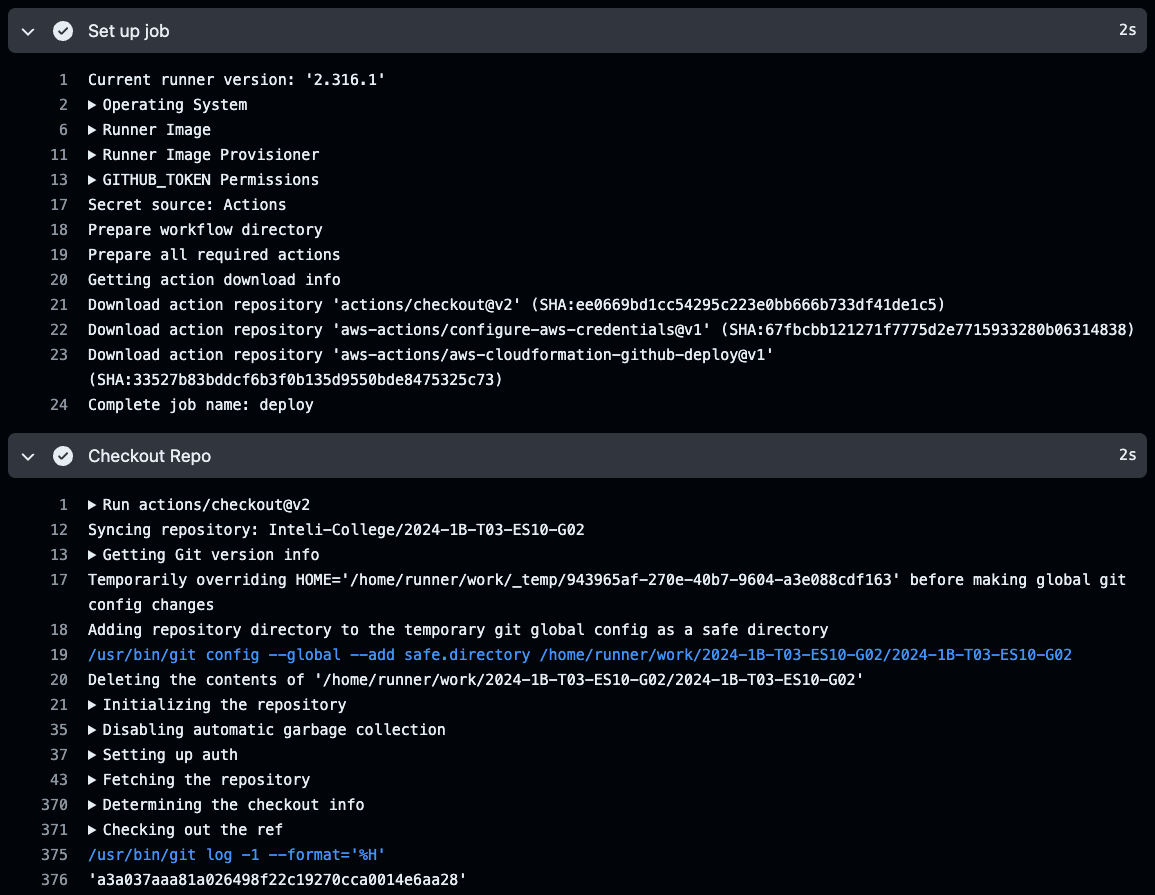 Set up job 2s
1 Current runner version: '2.316.1'
2 ▶ Operating System
6 ▶ Runner Image
11 ▶ Runner Image Provisioner
13 ▶ GITHUB_TOKEN Permissions
17 Secret source: Actions
18 Prepare workflow directory
19 Prepare all required actions
20 Getting action download info
21 Download action repository 'actions/checkout@v2' (SHA:ee0669bd1cc54295c223e0bb666b733df41de1c5)
22 Download action repository 'aws-actions/configure-aws-credentials@v1' (SHA:67fbcbb121271f7775d2e7715933280b06314838)
23 Download action repository 'aws-actions/aws-cloudformation-github-deploy@v1'
(SHA:33527b83bddcf6b3f0b135d9550bde8475325c73)
24 Complete job name: deploy
Checkout Repo 2s
1 ▶ Run actions/checkout@v2
12 Syncing repository: Inteli-College/2024-1B-T03-ES10-G02
13 ▶ Getting Git version info
17 Temporarily overriding HOME='/home/runner/work/_temp/943965af-270e-40b7-9604-a3e088cdf163' before making global git
config changes
18 Adding repository directory to the temporary git global config as a safe directory
19 /usr/bin/git config --global --add safe.directory /home/runner/work/2024-1B-T03-ES10-G02/2024-1B-T03-ES10-G02
20 Deleting the contents of '/home/runner/work/2024-1B-T03-ES10-G02/2024-1B-T03-ES10-G02'
21 ▶ Initializing the repository
35 ▶ Disabling automatic garbage collection
37 ▶ Setting up auth
43 ▶ Fetching the repository
370 ▶ Determining the checkout info
371 ▶ Checking out the ref
375 /usr/bin/git log -1 --format='%H'
376 'a3a037aaa81a026498f22c19270cca0014e6aa28'